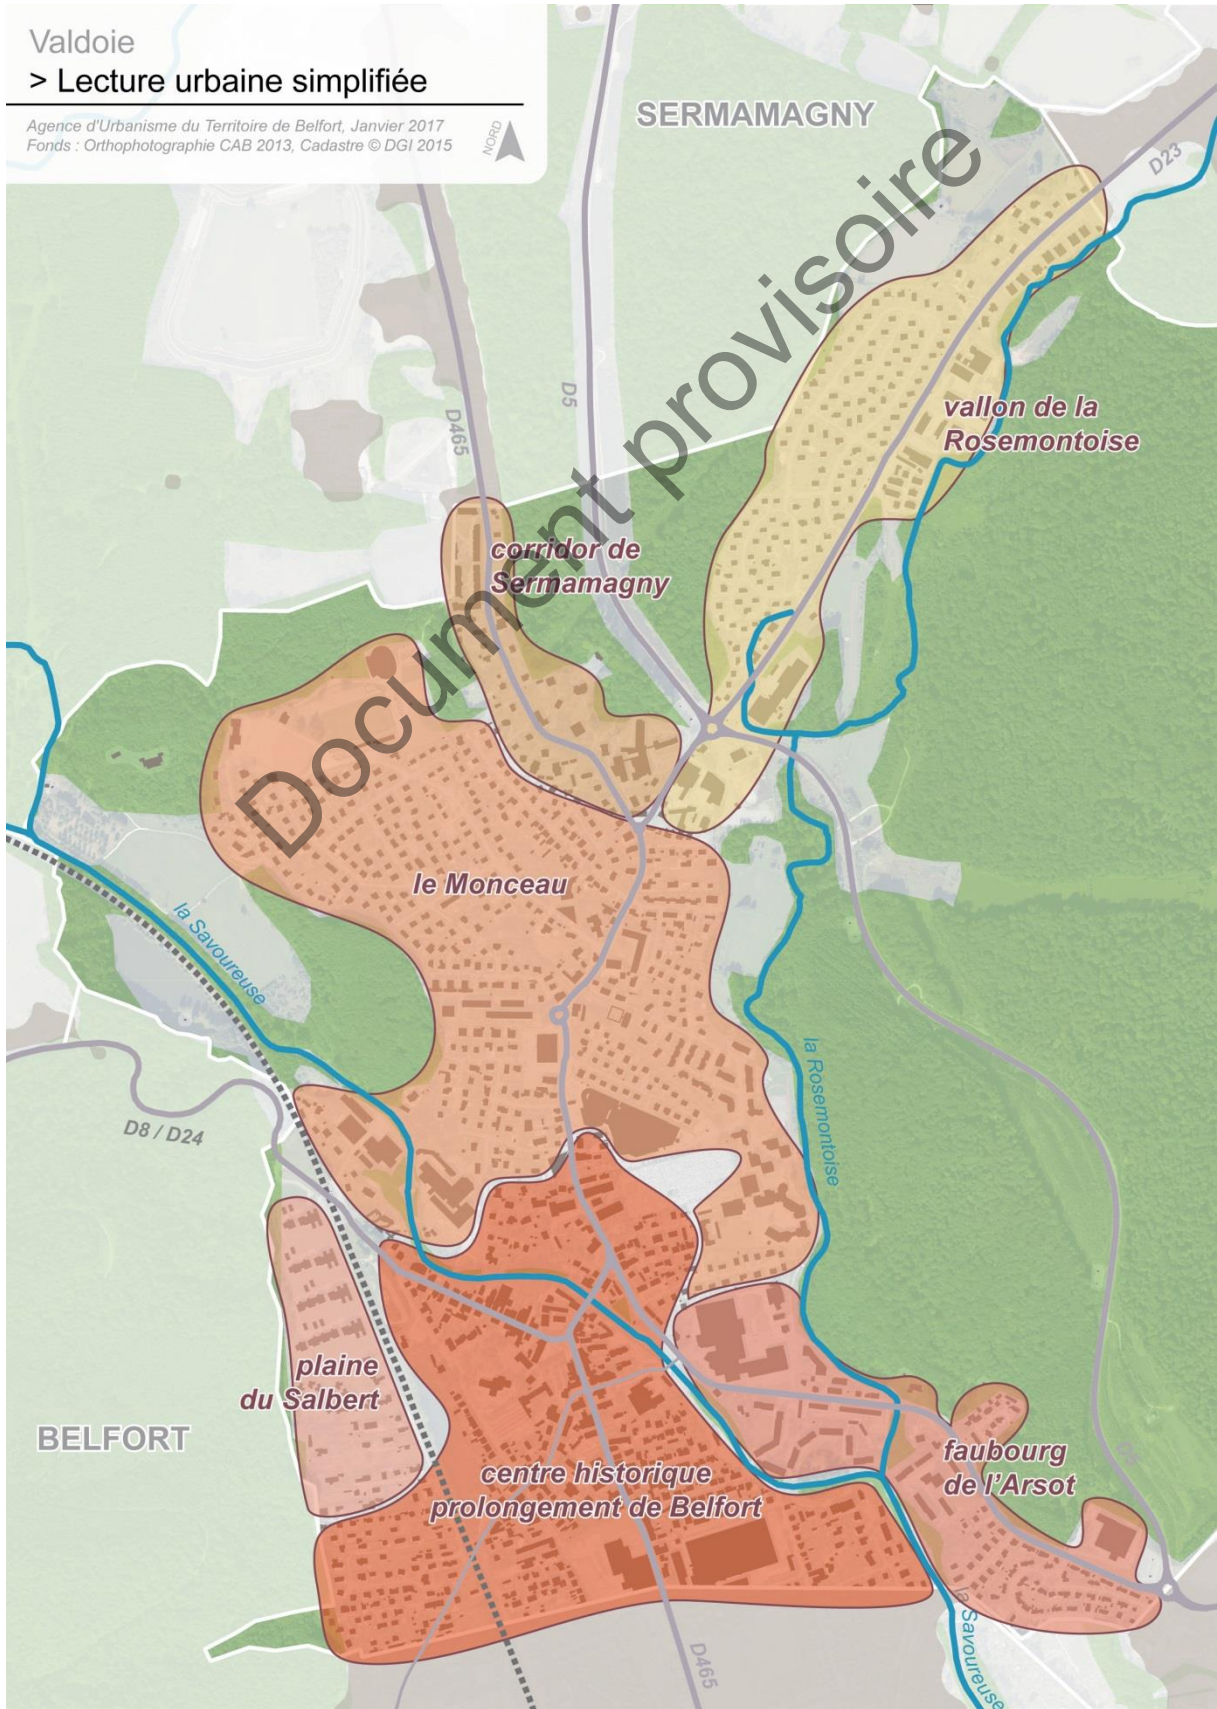 Valdoie
> Lecture urbaine simplifiée
Agence d'Urbanisme du Territoire de Belfort, Janvier 2017
Fonds : Orthophotographie CAB 2013, Cadastre © DGI 2015
NORD
SERMAMAGNY
D23
Document provisoire
D5
D465
vallon de la
Rosemontoise
corridor de
Sermamagny
le Monceau
la Savoureuse
la Rosemontoise
D8 / D24
plaine
du Salbert
BELFORT
centre historique
prolongement de Belfort
faubourg
de l'Arsot
D5
la Savoureuse
D465